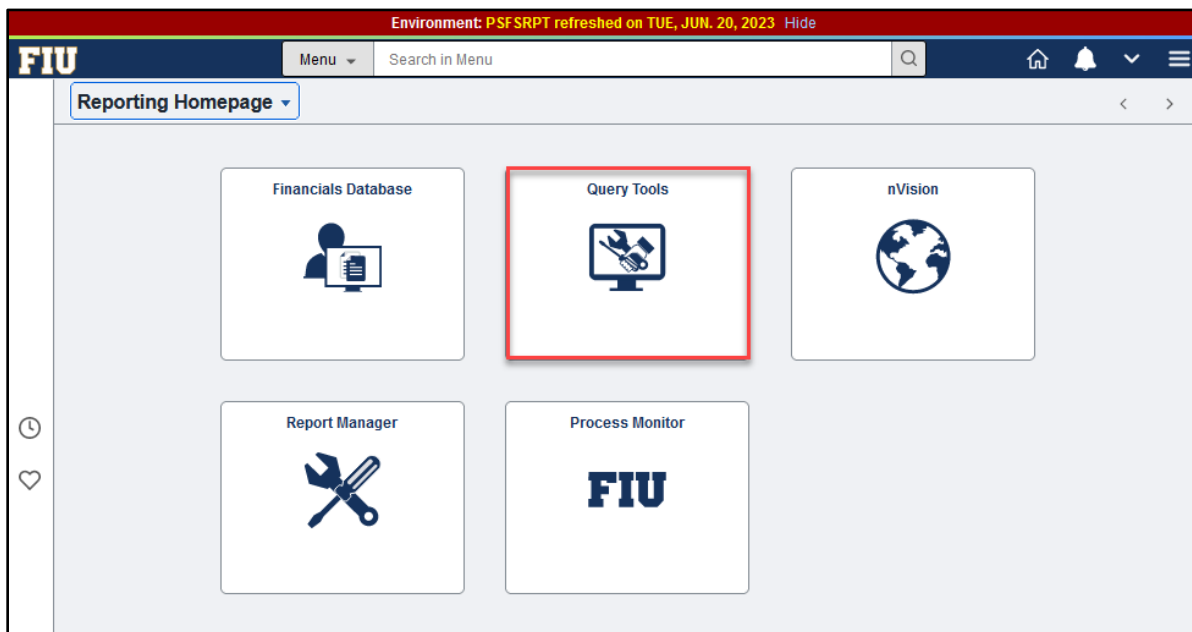 Environment: PSFSRPT refreshed on TUE, JUN. 20, 2023 Hide
FIU Menu Search in Menu
Reporting Homepage
Financials Database Query Tools nVision
Report Manager Process Monitor
FIU